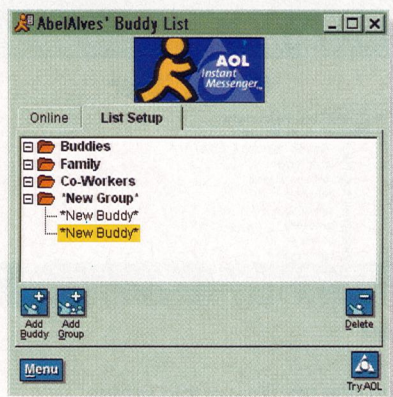 AbelAlves' Buddy List
AOL
Instant
Messenger
TM
Online
List Setup
Buddies
Family
Co-Workers
*New Group*
*New Buddy*
*New Buddy*
Add
Buddy
Add
Group
Delete
Menu
Try AOL